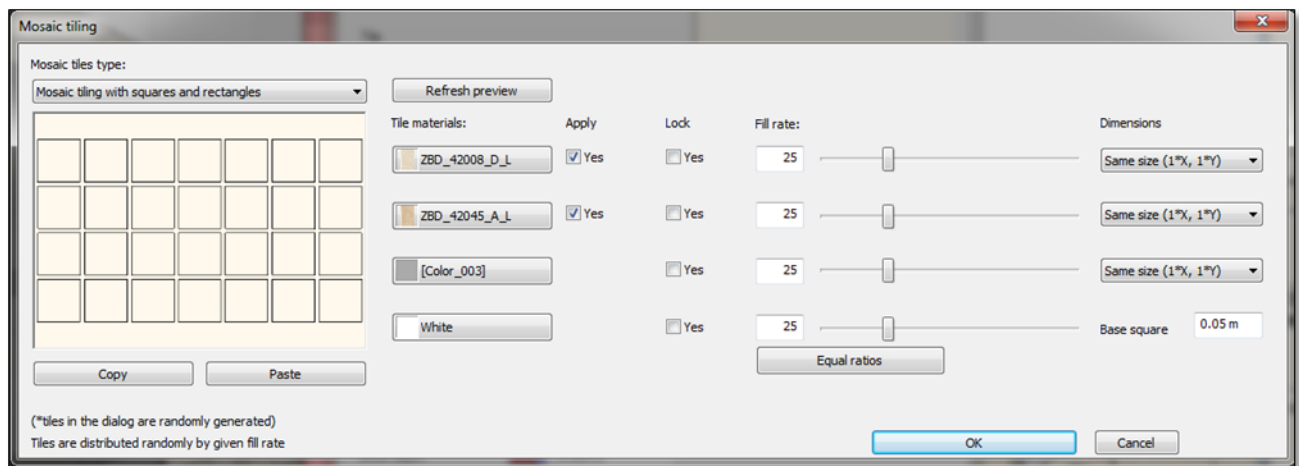 Mosaic tiling
Mosaic tiles type:
Mosaic tiling with squares and rectangles
Refresh preview
Tile materials: Apply Lock Fill rate: Dimensions
ZBD_42008_D_L Yes Yes 25 Same size (1*X, 1*Y)
ZBD_42045_A_L Yes Yes 25 Same size (1*X, 1*Y)
[Color_003] Yes 25 Same size (1*X, 1*Y)
White Yes 25 Base square 0.05 m
Equal ratios
Copy Paste
(*tiles in the dialog are randomly generated)
Tiles are distributed randomly by given fill rate
OK Cancel